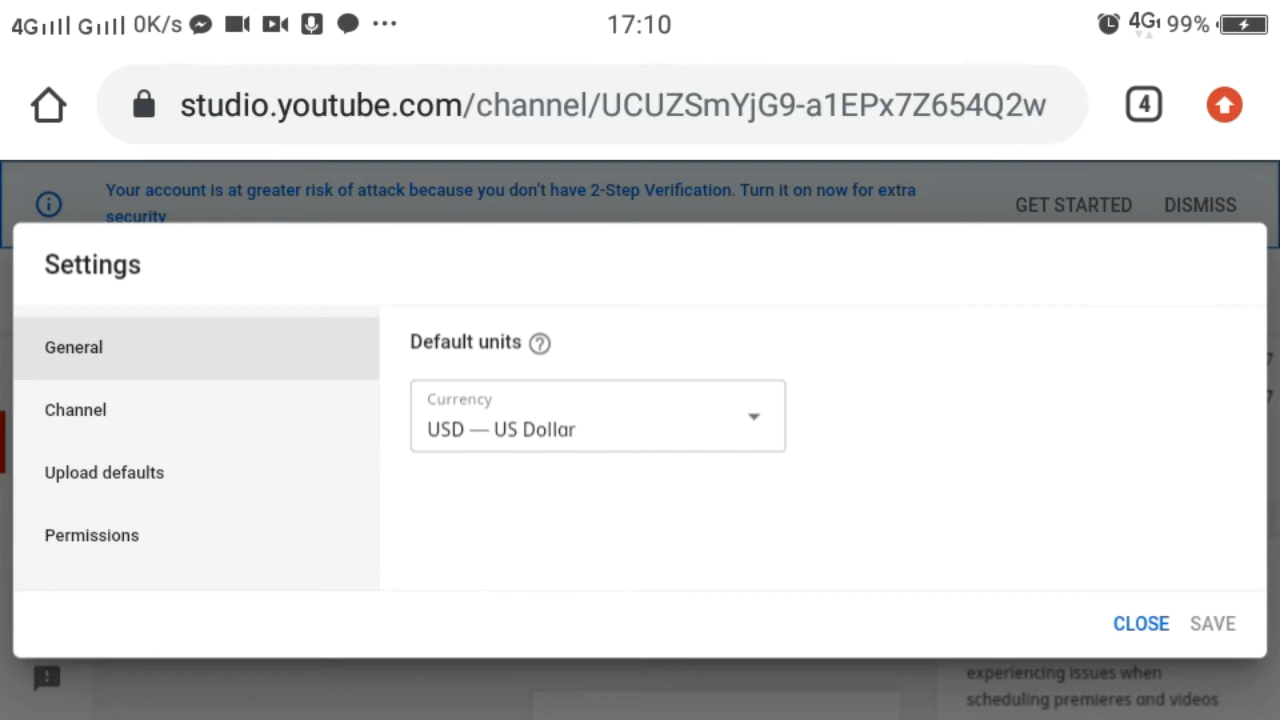 4G G 0K/s 17:10 4G 99%
studio.youtube.com/channel/UCUZSmYjG9-a1EPx7Z654Q2w 4
Your account is at greater risk of attack because you don't have 2-Step Verification. Turn it on now for extra
security
GET STARTED DISMISS
Settings
General
Channel
Upload defaults
Permissions
Default units
Currency
USD — US Dollar
CLOSE SAVE
experiencing issues when
scheduling premieres and videos